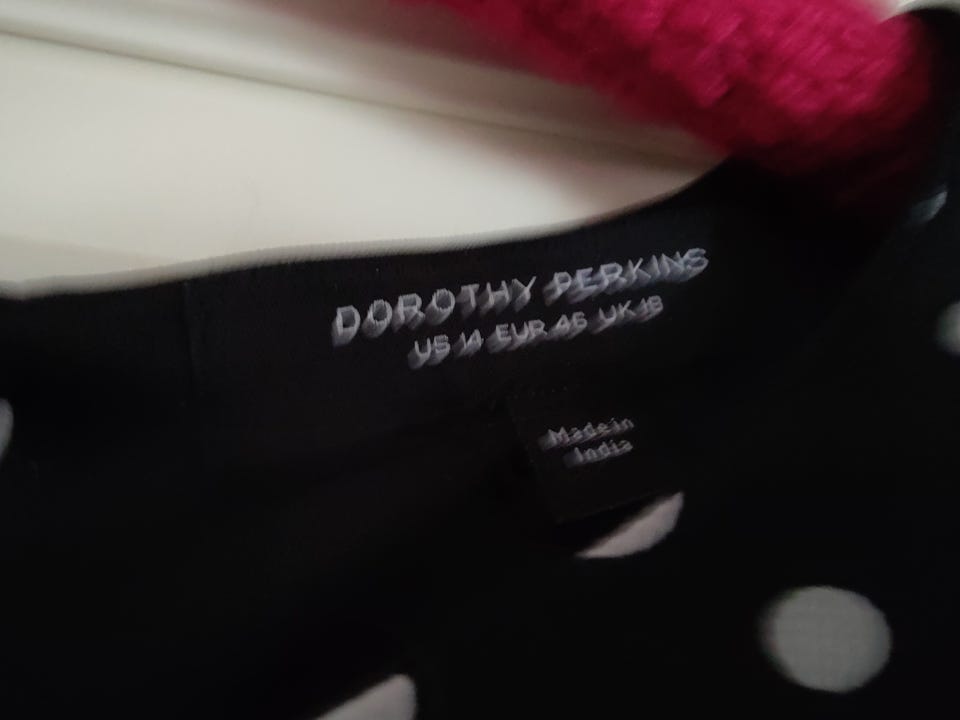 DOROTHY PERKINS
US 14 EUR 46 UK 18
Made in
India